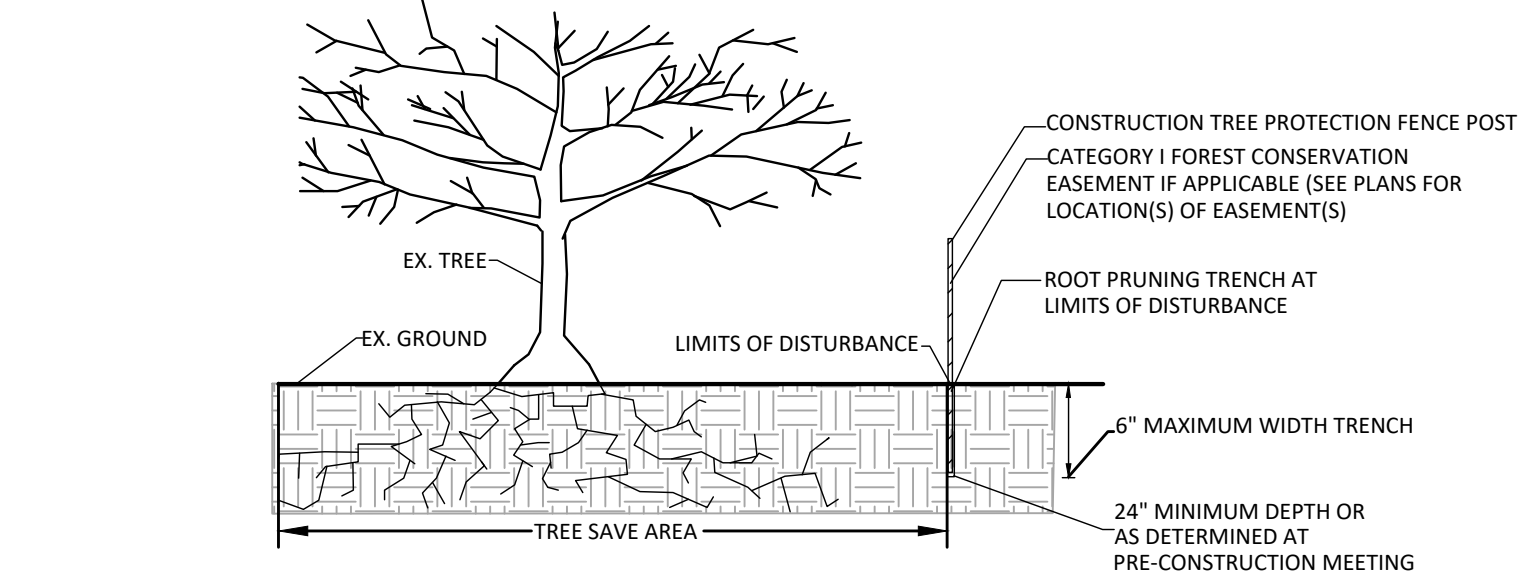 CONSTRUCTION TREE PROTECTION FENCE POST
CATEGORY I FOREST CONSERVATION
EASEMENT IF APPLICABLE (SEE PLANS FOR
LOCATION(S) OF EASEMENT(S)
EX. TREE
ROOT PRUNING TRENCH AT
LIMITS OF DISTURBANCE
EX. GROUND
LIMITS OF DISTURBANCE
6" MAXIMUM WIDTH TRENCH
24" MINIMUM DEPTH OR
AS DETERMINED AT
PRE-CONSTRUCTION MEETING
TREE SAVE AREA